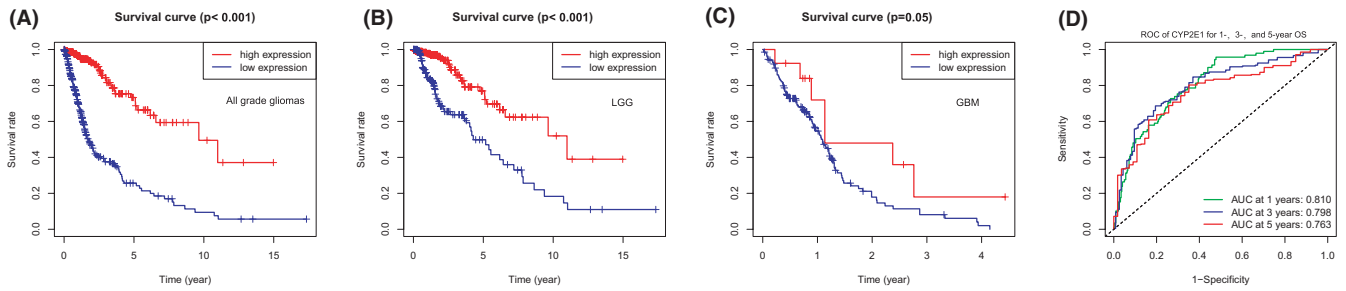 (A)
Survival curve (p< 0.001)
1.0
0.8
0.6
0.4
0.2
0.0
Survival rate
high expression
low expression
All grade gliomas
0 5 10 15
Time (year)
(B)
Survival curve (p< 0.001)
1.0
0.8
0.6
0.4
0.2
0.0
Survival rate
high expression
low expression
LGG
0 5 10 15
Time (year)
(C)
Survival curve (p=0.05)
1.0
0.8
0.6
0.4
0.2
0.0
Survival rate
high expression
low expression
GBM
0 1 2 3 4
Time (year)
(D)
ROC of CYP2E1 for 1-, 3-, and 5-year OS
1.0
0.8
0.6
0.4
0.2
0.0
Sensitivity
AUC at 1 years: 0.810
AUC at 3 years: 0.798
AUC at 5 years: 0.763
0.0 0.2 0.4 0.6 0.8 1.0
1−Specificity